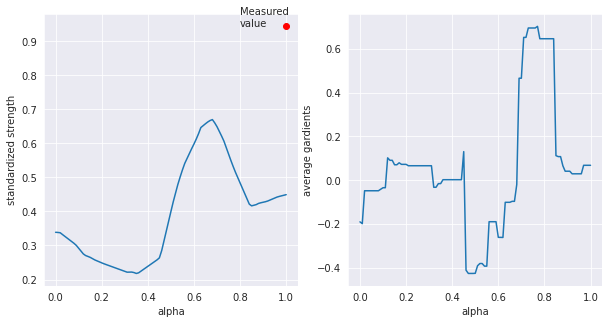 Measured
value
0.9
0.8
0.7
0.6
0.5
0.4
0.3
0.2
standardized strength
0.0 0.2 0.4 0.6 0.8 1.0
alpha
0.6
0.4
0.2
0.0
−0.2
−0.4
average gardients
0.0 0.2 0.4 0.6 0.8 1.0
alpha